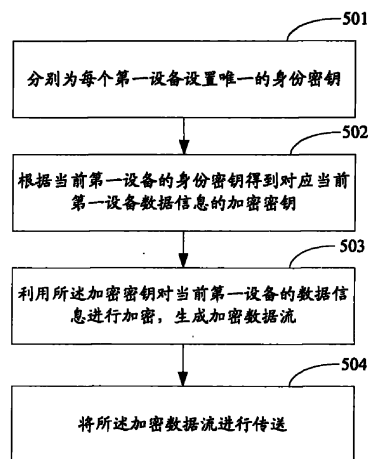 501
分别为每个第一设备设置唯一的身份密钥
502
根据当前第一设备的身份密钥得到对应当前
第一设备数据信息的加密密钥
503
利用所述加密密钥对当前第一设备的数据信
息进行加密，生成加密数据流
504
将所述加密数据流进行传送